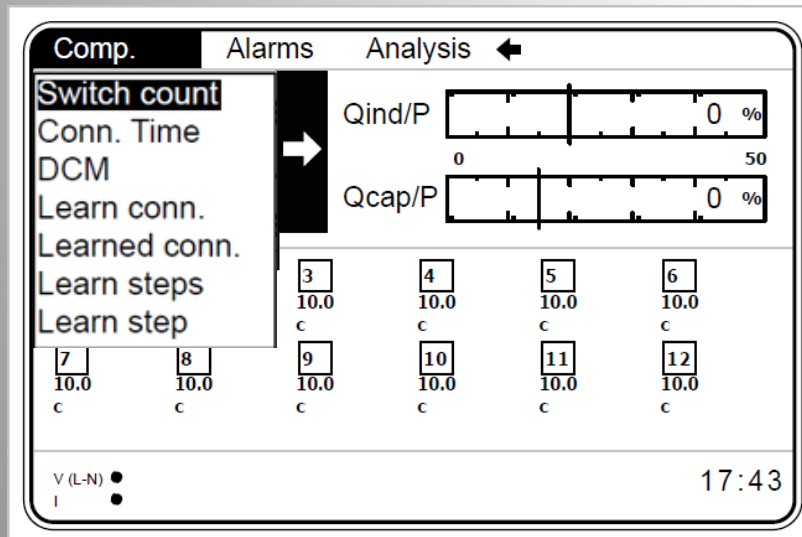 Comp. Alarms Analysis
Switch count
Conn. Time
DCM
Learn conn.
Learned conn.
Learn steps
Learn step
Qind/P 0 %
0 50
Qcap/P 0 %
3 4 5 6
10.0 10.0 10.0 10.0
c c c c
7 8 9 10 11 12
10.0 10.0 10.0 10.0 10.0 10.0
c c c c c c
V (L-N)
I
17:43